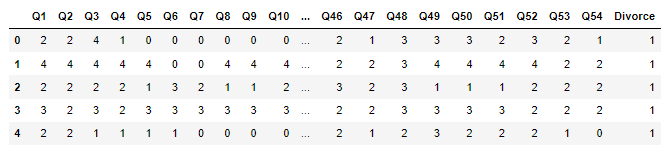 Q1 Q2 Q3 Q4 Q5 Q6 Q7 Q8 Q9 Q10 ... Q46 Q47 Q48 Q49 Q50 Q51 Q52 Q53 Q54 Divorce
0 2 2 4 1 0 0 0 0 0 0 ... 2 1 3 3 3 2 3 2 1 1
1 4 4 4 4 4 0 0 4 4 4 ... 2 2 3 4 4 4 4 2 2 1
2 2 2 2 2 1 3 2 1 1 2 ... 3 2 3 1 1 1 2 2 2 1
3 3 2 3 2 3 3 3 3 3 3 ... 2 2 3 3 3 3 2 2 2 1
4 2 2 1 1 1 1 0 0 0 0 ... 2 1 2 3 2 2 2 1 0 1